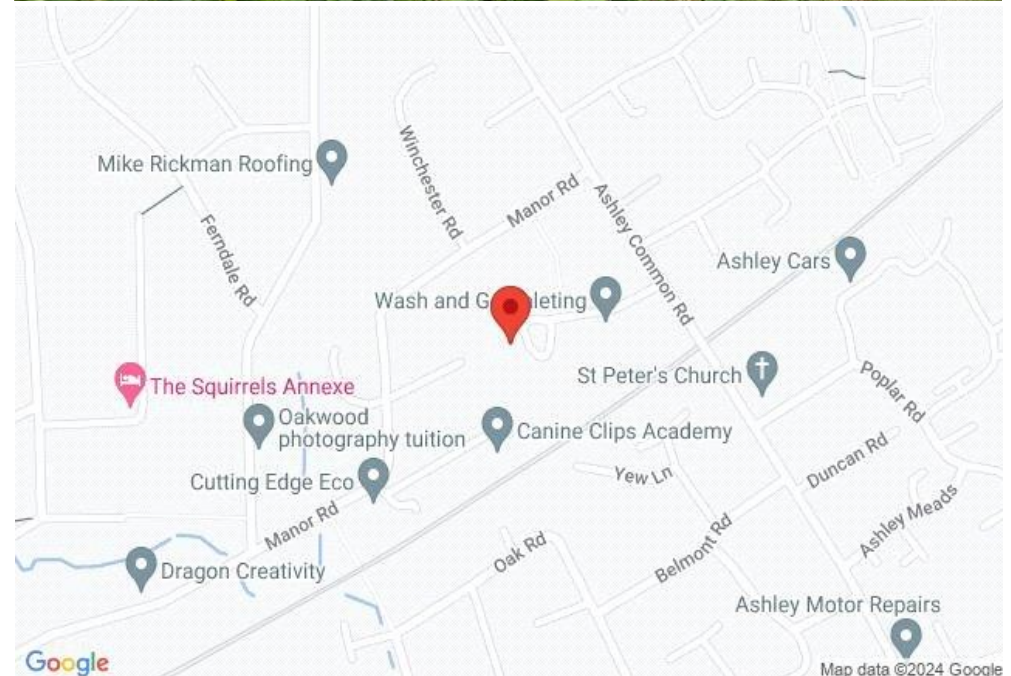 Mike Rickman Roofing
Winchester Rd
Manor Rd
Ashley Common Rd
Ferndale Rd
Ashley Cars
Wash and G
leting
The Squirrels Annexe
St Peter's Church
Poplar Rd
Oakwood
photography tuition
Canine Clips Academy
Cutting Edge Eco
Yew Ln
Duncan Rd
Manor Rd
Ashley Meads
Oak Rd
Belmont Rd
Dragon Creativity
Ashley Motor Repairs
Google
Map data ©2024 Google